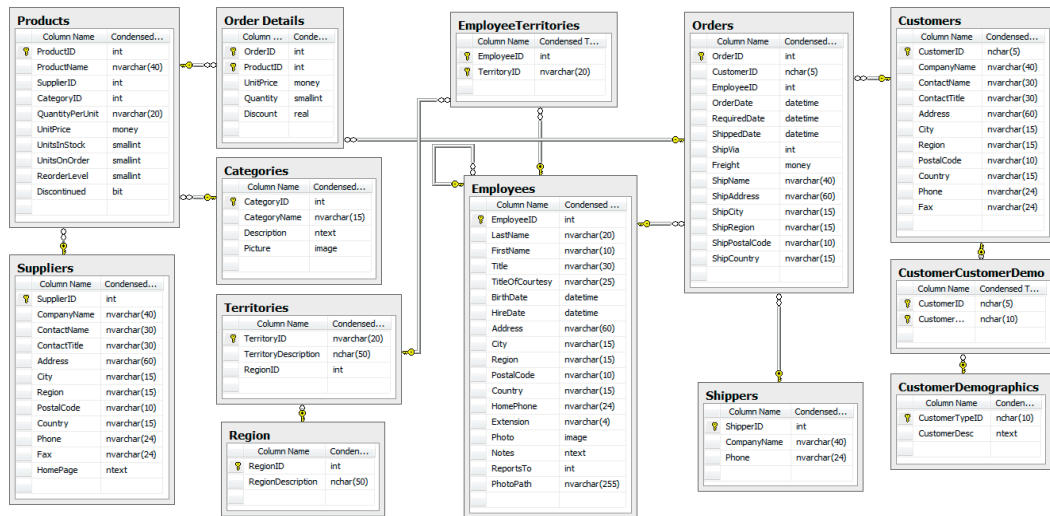 Products
Column Name Condensed...
ProductID int
ProductName nvarchar(40)
SupplierID int
CategoryID int
QuantityPerUnit nvarchar(20)
UnitPrice money
UnitsInStock smallint
UnitsOnOrder smallint
ReorderLevel smallint
Discontinued bit
Order Details
Column ... Conde...
OrderID int
ProductID int
UnitPrice money
Quantity smallint
Discount real
EmployeeTerritories
Column Name Condensed T...
EmployeeID int
TerritoryID nvarchar(20)
Orders
Column Name Condensed...
OrderID int
CustomerID nchar(5)
EmployeeID int
OrderDate datetime
RequiredDate datetime
ShippedDate datetime
ShipVia int
Freight money
ShipName nvarchar(40)
ShipAddress nvarchar(60)
ShipCity nvarchar(15)
ShipRegion nvarchar(15)
ShipPostalCode nvarchar(10)
ShipCountry nvarchar(15)
Customers
Column Name Condensed...
CustomerID nchar(5)
CompanyName nvarchar(40)
ContactName nvarchar(30)
ContactTitle nvarchar(30)
Address nvarchar(60)
City nvarchar(15)
Region nvarchar(15)
PostalCode nvarchar(10)
Country nvarchar(15)
Phone nvarchar(24)
Fax nvarchar(24)
Categories
Column Name Condensed...
CategoryID int
CategoryName nvarchar(15)
Description ntext
Picture image
Employees
Column Name Condensed ...
EmployeeID int
LastName nvarchar(20)
FirstName nvarchar(10)
Title nvarchar(30)
TitleOfCourtesy nvarchar(25)
BirthDate datetime
HireDate datetime
Address nvarchar(60)
City nvarchar(15)
Region nvarchar(15)
PostalCode nvarchar(10)
Country nvarchar(15)
HomePhone nvarchar(24)
Extension nvarchar(4)
Photo image
Notes ntext
ReportsTo int
PhotoPath nvarchar(255)
Suppliers
Column Name Condensed...
SupplierID int
CompanyName nvarchar(40)
ContactName nvarchar(30)
ContactTitle nvarchar(30)
Address nvarchar(60)
City nvarchar(15)
Region nvarchar(15)
PostalCode nvarchar(10)
Country nvarchar(15)
Phone nvarchar(24)
Fax nvarchar(24)
HomePage ntext
Territories
Column Name Condensed...
TerritoryID nvarchar(20)
TerritoryDescription nchar(50)
RegionID int
Region
Column Name Conden...
RegionID int
RegionDescription nchar(50)
Shippers
Column Name Condensed...
ShipperID int
CompanyName nvarchar(40)
Phone nvarchar(24)
CustomerCustomerDemo
Column Name Condensed T...
CustomerID nchar(5)
Customer... nchar(10)
CustomerDemographics
Column Name Conden...
CustomerTypeID nchar(10)
CustomerDesc ntext